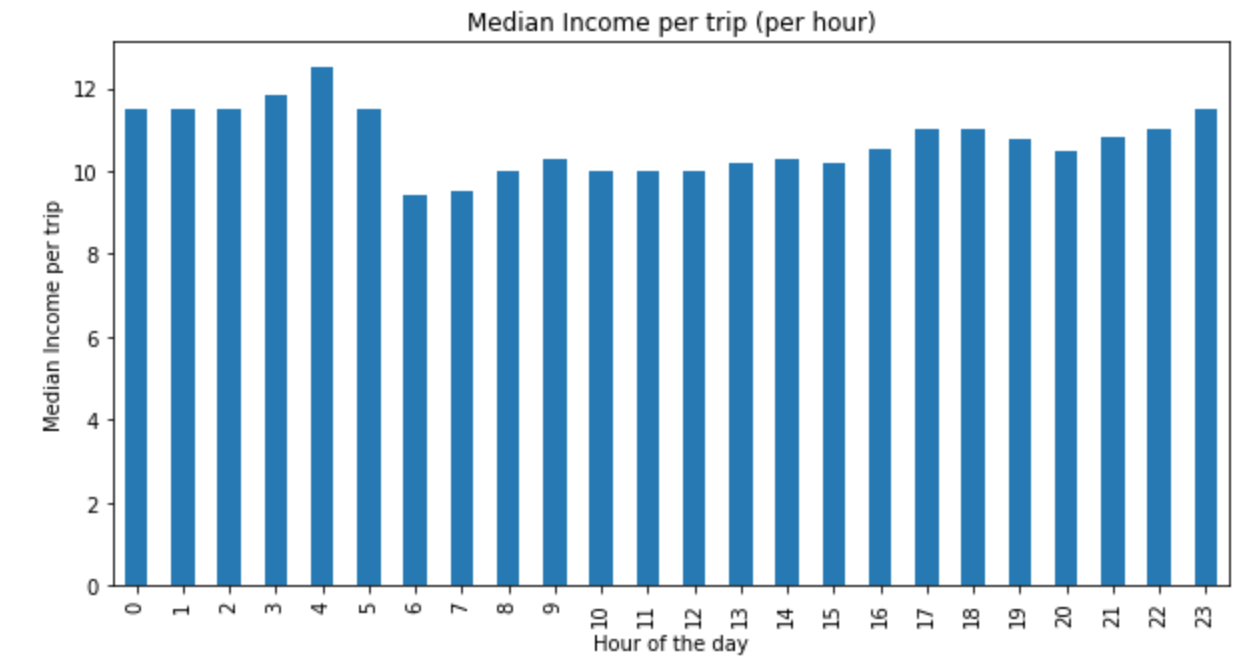 Median Income per trip (per hour)
Median Income per trip
12
10
8
6
4
2
0
0 1 2 3 4 5 6 7 8 9 10 11 12 13 14 15 16 17 18 19 20 21 22 23
Hour of the day